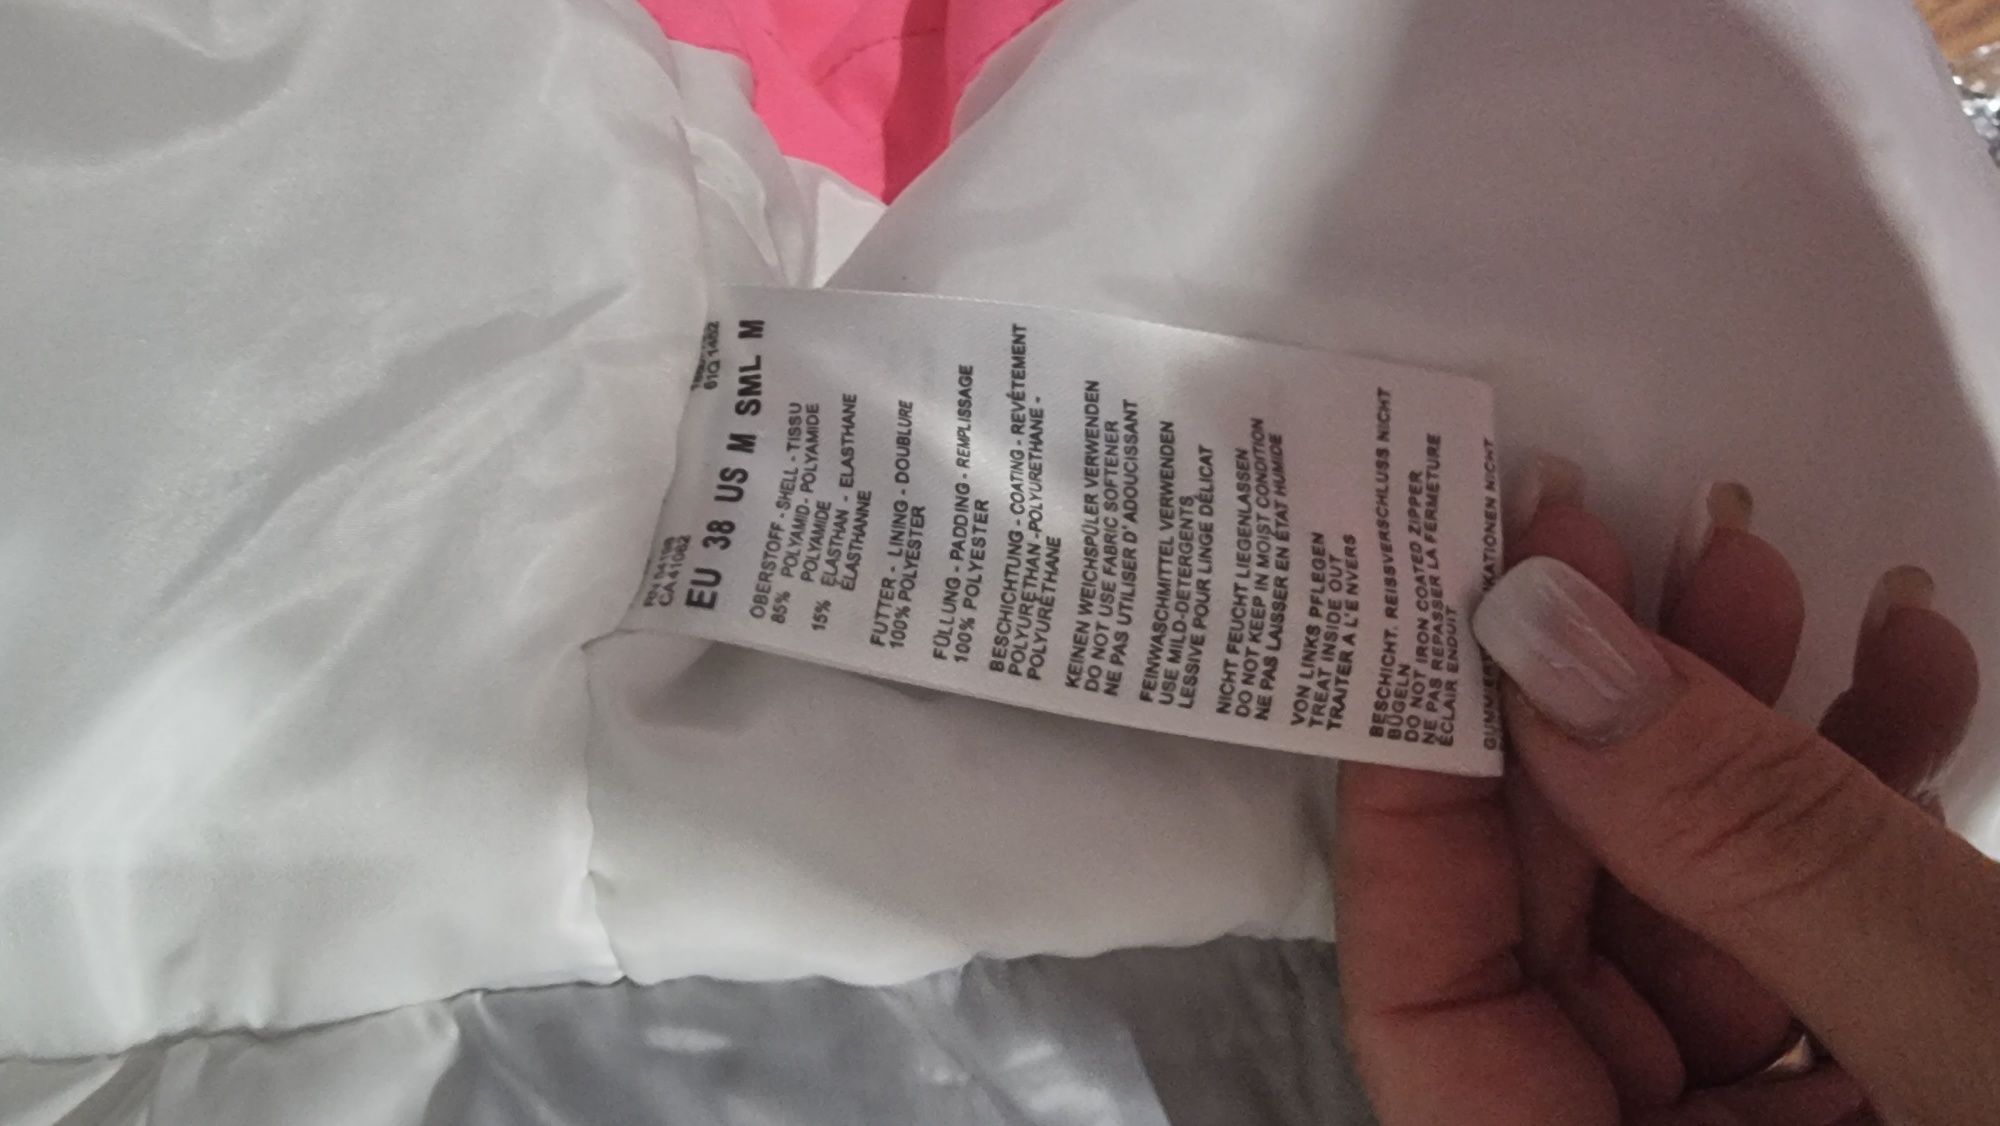 CA41062
61Q1402
EU 38 US M SML M
OBERSTOFF - SHELL - TISSU
85% POLYAMID - POLYAMIDE
POLYAMIDE
15% ELASTHAN - ELASTHANE
ÉLASTHANNE
FUTTER - LINING - DOUBLURE
100% POLYESTER
FÜLLUNG - PADDING - REMPLISSAGE
100% POLYESTER
BESCHICHTUNG - COATING - REVÊTEMENT
POLYURETHAN -POLYURETHANE -
POLYURÉTHANE
KEINEN WEICHSPÜLER VERWENDEN
DO NOT USE FABRIC SOFTENER
NE PAS UTILISER D'ADOUCISSANT
FEINWASCHMITTEL VERWENDEN
USE MILD-DETERGENTS
LESSIVE POUR LINGE DÉLICAT
NICHT FEUCHT LIEGENLASSEN
DO NOT KEEP IN MOIST CONDITION
NE PAS LAISSER EN ÉTAT HUMIDE
VON LINKS PFLEGEN
TREAT INSIDE OUT
TRAITER A L'ENVERS
BESCHICHT. REISSVERSCHLUSS NICHT
BÜGELN
DO NOT IRON COATED ZIPPER
NE PAS REPASSER LA FERMETURE
ÉCLAIR ENDUIT
NICHT